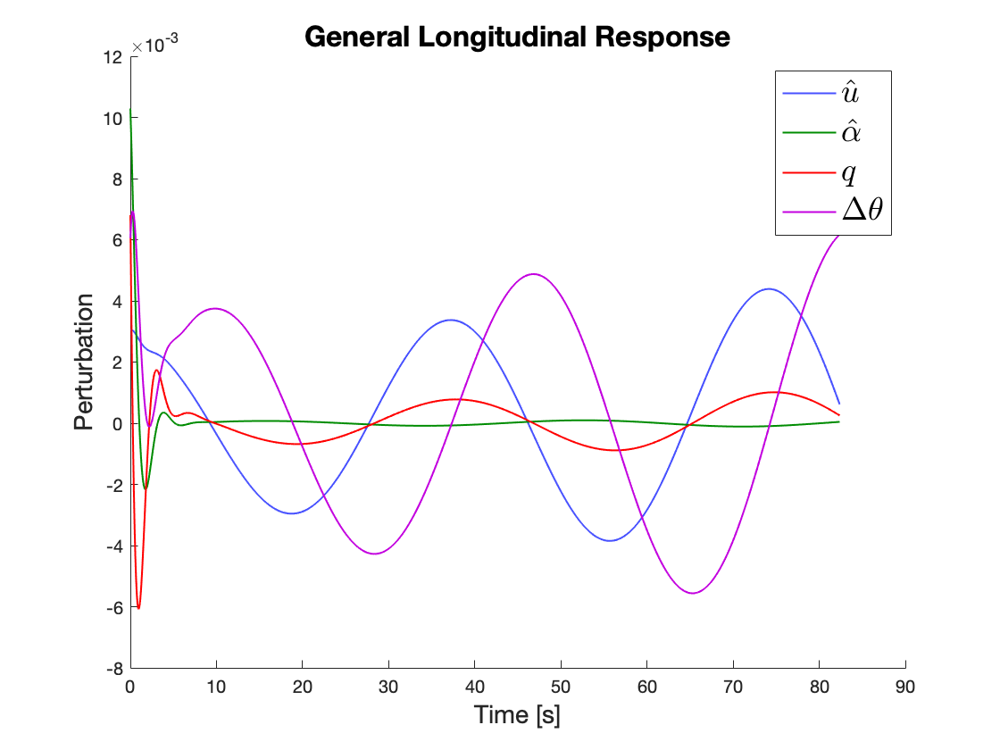 General Longitudinal Response
×10⁻³
12
10
8
6
4
2
0
-2
-4
-6
-8
Perturbation
0 10 20 30 40 50 60 70 80 90
Time [s]
û
α̂
q
Δθ